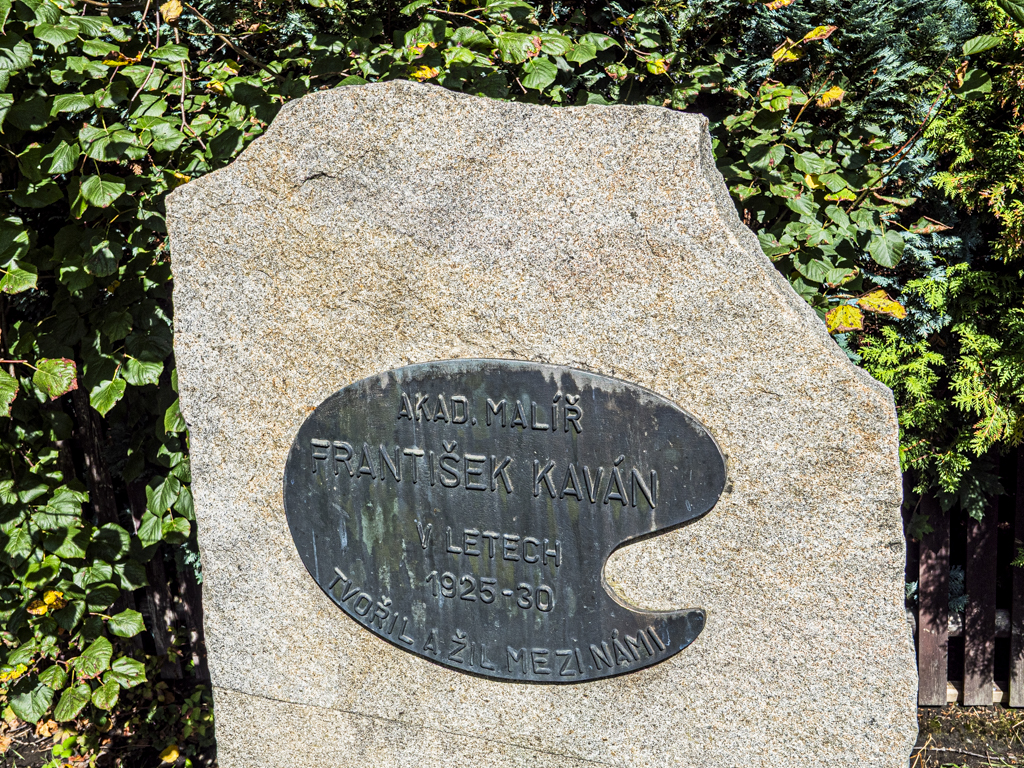 AKAD. MALÍŘ
FRANTIŠEK KAVÁN
V LETECH
1925-30
TVOŘIL A ŽIL MEZI NÁMI